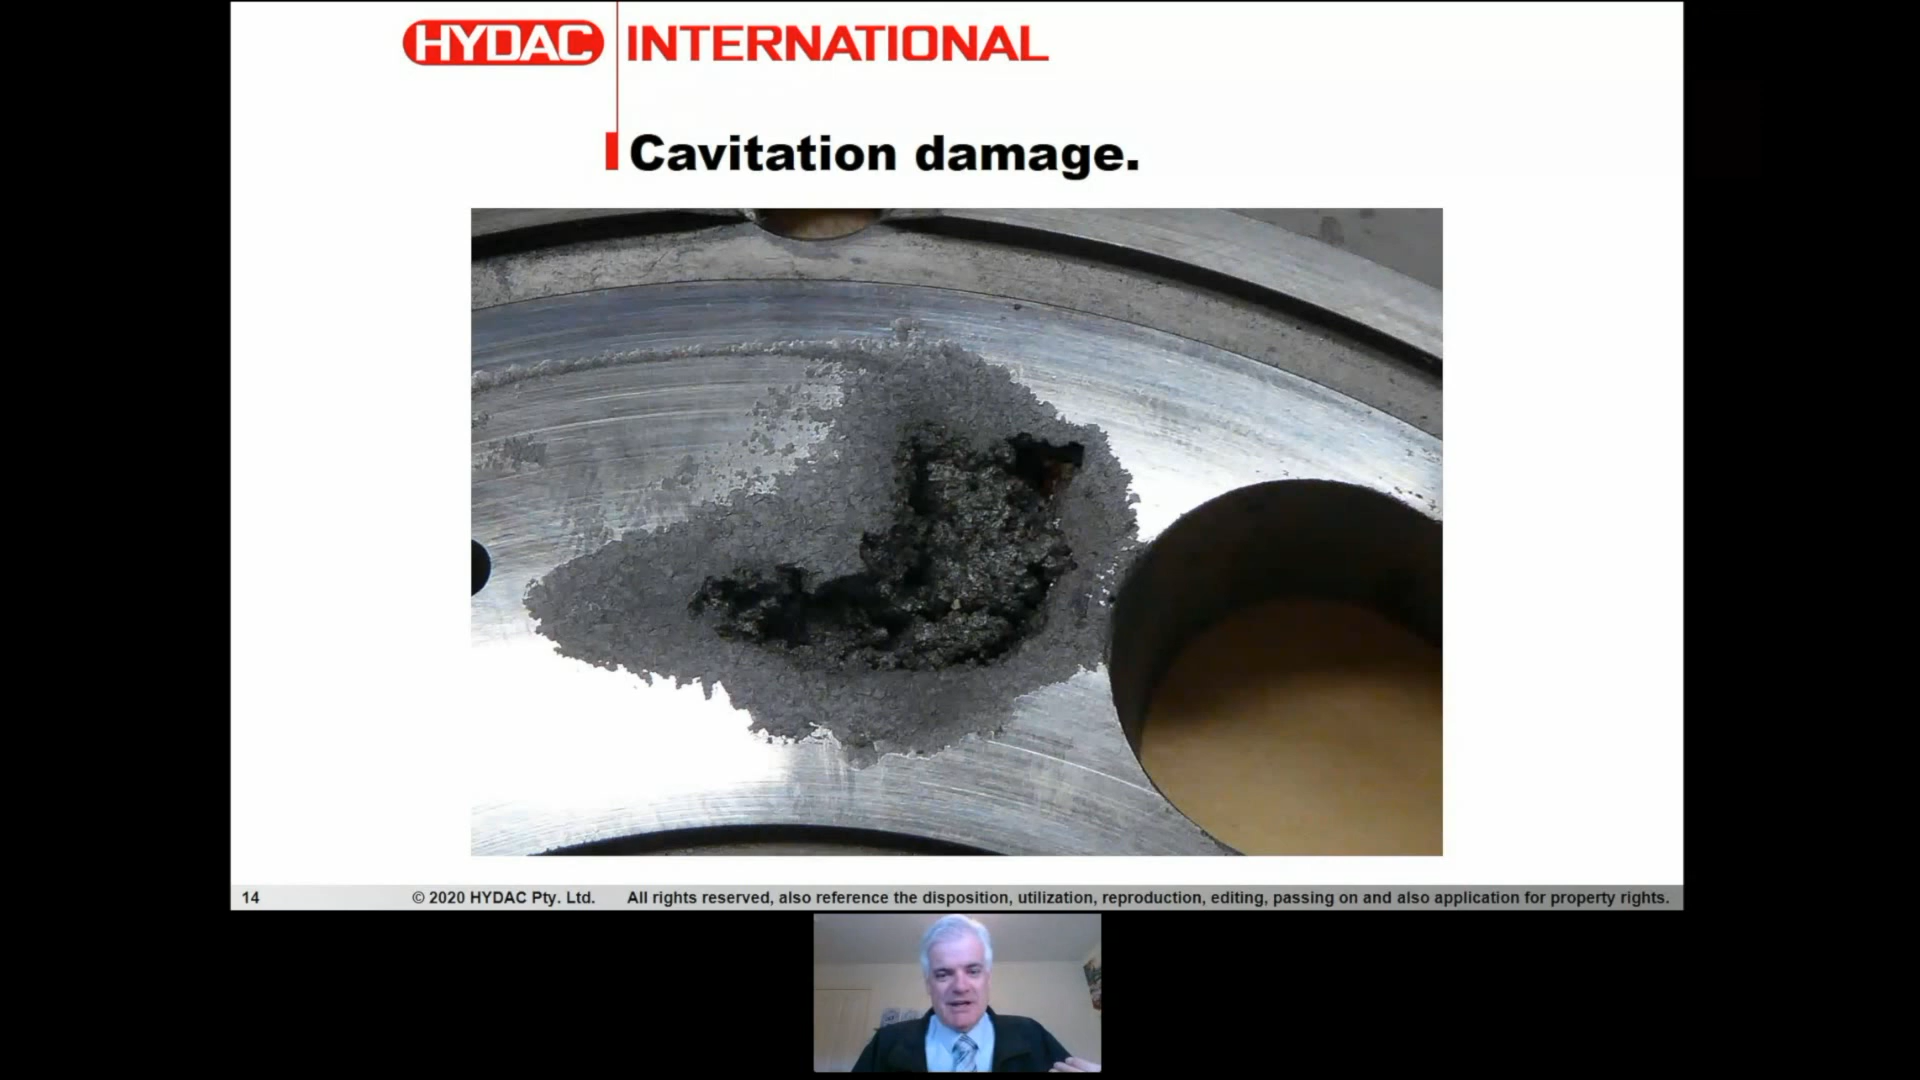 HYDAC INTERNATIONAL
Cavitation damage.
14 © 2020 HYDAC Pty. Ltd. All rights reserved, also reference the disposition, utilization, reproduction, editing, passing on and also application for property rights.